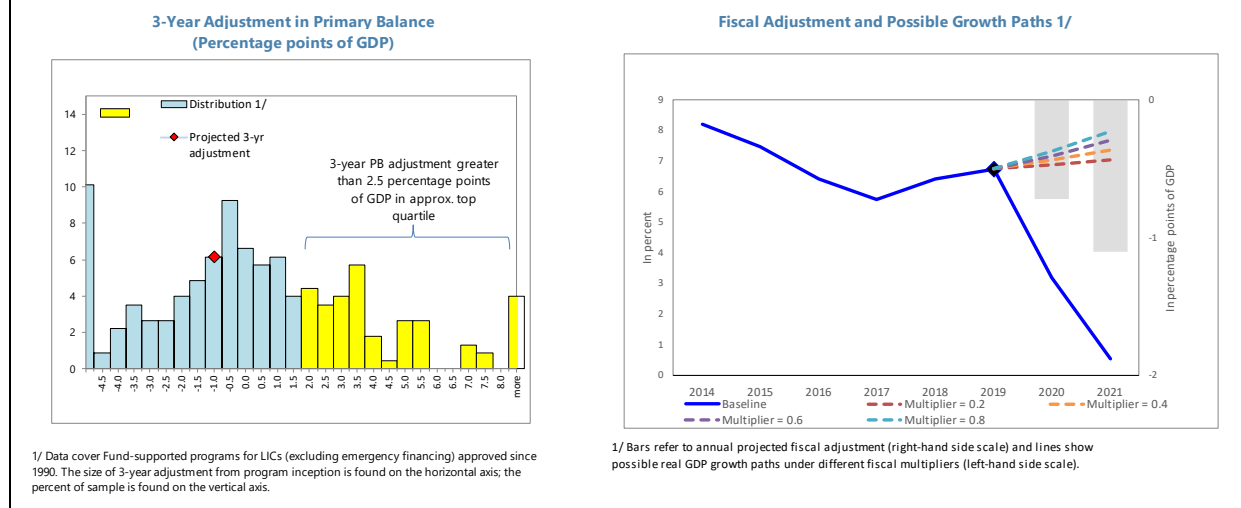 3-Year Adjustment in Primary Balance
(Percentage points of GDP)
14
12
10
8
6
4
2
0
Distribution 1/
Projected 3-yr
adjustment
3-year PB adjustment greater
than 2.5 percentage points
of GDP in approx. top
quartile
-4.5
-4.0
-3.5
-3.0
-2.5
-2.0
-1.5
-1.0
-0.5
0.0
0.5
1.0
1.5
2.0
2.5
3.0
3.5
4.0
4.5
5.0
5.5
6.0
6.5
7.0
7.5
8.0
more
1/ Data cover Fund-supported programs for LICs (excluding emergency financing) approved since
1990. The size of 3-year adjustment from program inception is found on the horizontal axis; the
percent of sample is found on the vertical axis.
Fiscal Adjustment and Possible Growth Paths 1/
In percent
9
8
7
6
5
4
3
2
1
0
0
-1
-2
In percentage points of GDP
2014 2015 2016 2017 2018 2019 2020 2021
Baseline Multiplier = 0.2 Multiplier = 0.4
Multiplier = 0.6 Multiplier = 0.8
1/ Bars refer to annual projected fiscal adjustment (right-hand side scale) and lines show
possible real GDP growth paths under different fiscal multipliers (left-hand side scale).